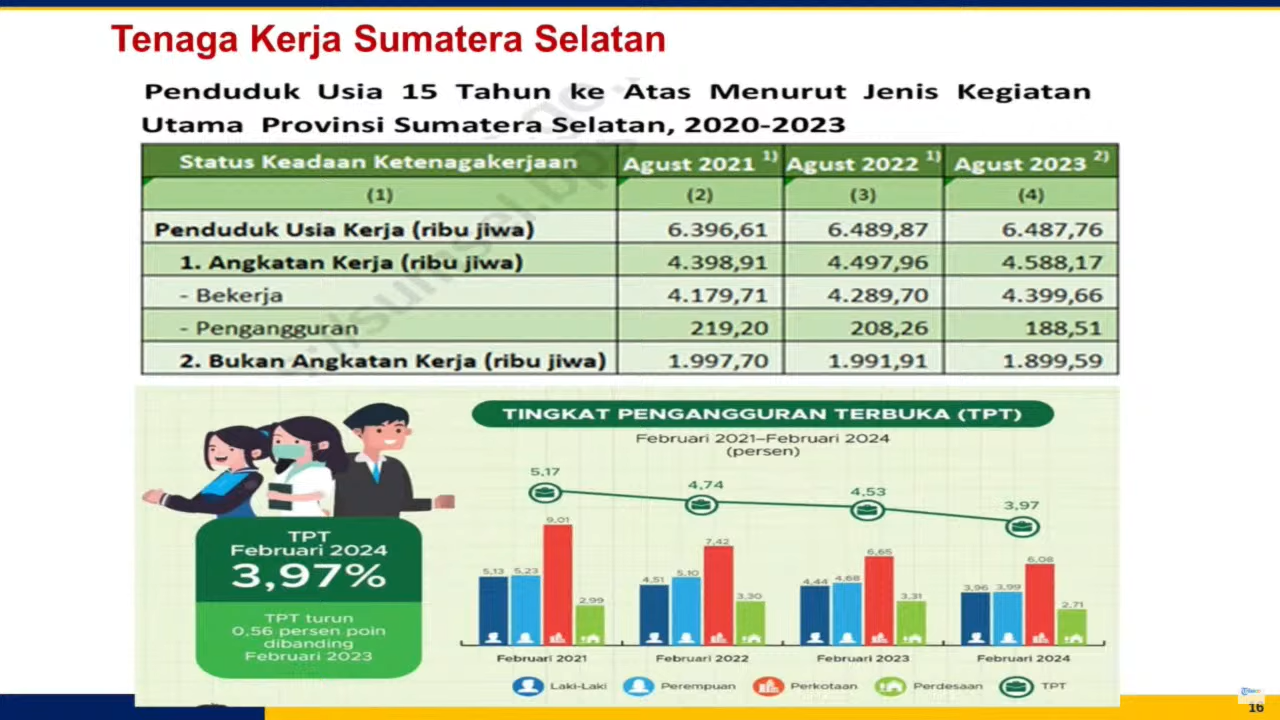 Tenaga Kerja Sumatera Selatan
Penduduk Usia 15 Tahun ke Atas Menurut Jenis Kegiatan
Utama Provinsi Sumatera Selatan, 2020-2023
Status Keadaan Ketenagakerjaan Agust 2021 1) Agust 2022 1) Agust 2023 2)
(1) (2) (3) (4)
Penduduk Usia Kerja (ribu jiwa) 6.396,61 6.489,87 6.487,76
1. Angkatan Kerja (ribu jiwa) 4.398,91 4.497,96 4.588,17
- Bekerja 4.179,71 4.289,70 4.399,66
- Pengangguran 219,20 208,26 188,51
2. Bukan Angkatan Kerja (ribu jiwa) 1.997,70 1.991,91 1.899,59
TINGKAT PENGANGGURAN TERBUKA (TPT)
Februari 2021–Februari 2024
(persen)
5,17 4,74 4,53 3,97
5,13 5,23 9,01 2,99
4,51 5,10 7,42 3,30
4,44 4,68 6,65 3,31
3,96 3,99 6,08 2,71
Februari 2021 Februari 2022 Februari 2023 Februari 2024
Laki-Laki Perempuan Perkotaan Perdesaan TPT
TPT
Februari 2024
3,97%
TPT turun
0,56 persen poin
dibanding
Februari 2023
16